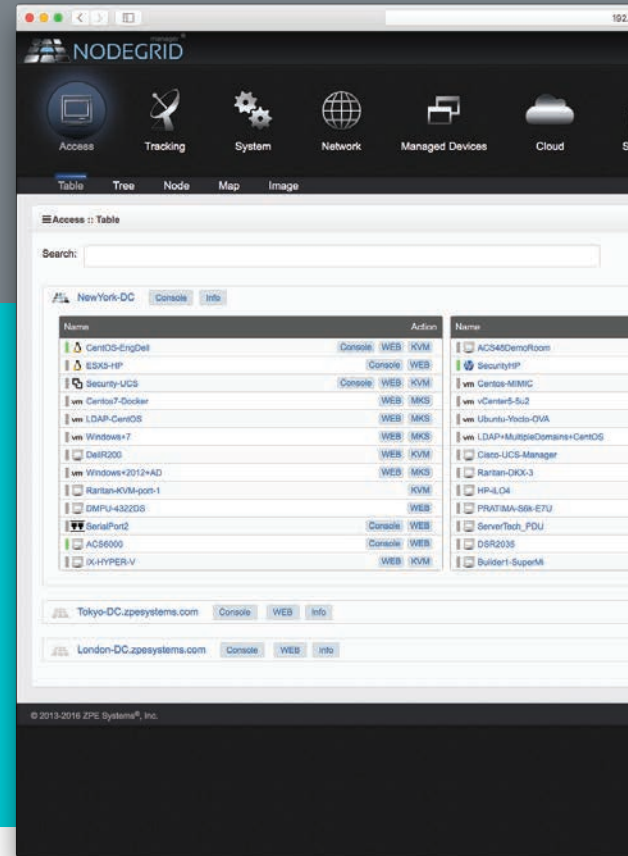 192.
manager ®
NODEGRID
Access Tracking System Network Managed Devices Cloud S
Table Tree Node Map Image
Access :: Table
Search:
NewYork-DC Console Info
Name Action Name
CentOS-EngDell Console WEB KVM ACS48DemoRoom
ESX5-HP Console WEB SecurityHP
Security-UCS Console WEB KVM vm Centos-MIMIC
vm Centos7-Docker WEB MKS vm vCenter5-5u2
vm LDAP-CentOS WEB MKS vm Ubuntu-Yocto-OVA
vm Windows+7 WEB MKS vm LDAP+MultipleDomains+CentOS
DellR200 WEB KVM Cisco-UCS-Manager
vm Windows+2012+AD WEB MKS Raritan-DKX-3
Raritan-KVM-port-1 KVM HP-iLO4
DMPU-4322DS WEB PRATIMA-S6k-E7U
SerialPort2 Console WEB ServerTech_PDU
ACS6000 Console WEB DSR2035
IX-HYPER-V WEB KVM Builder1-SuperMi
Tokyo-DC.zpesystems.com Console WEB Info
London-DC.zpesystems.com Console WEB Info
© 2013-2016 ZPE Systems®, Inc.